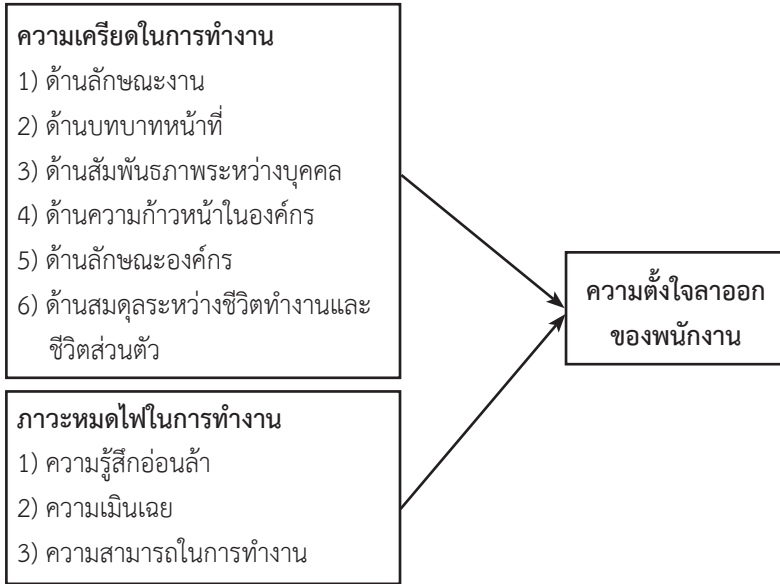 ความเครียดในการทำงาน
1) ด้านลักษณะงาน
2) ด้านบทบาทหน้าที่
3) ด้านสัมพันธภาพระหว่างบุคคล
4) ด้านความก้าวหน้าในองค์กร
5) ด้านลักษณะองค์กร
6) ด้านสมดุลระหว่างชีวิตทำงานและ
ชีวิตส่วนตัว
ภาวะหมดไฟในการทำงาน
1) ความรู้สึกอ่อนล้า
2) ความเมินเฉย
3) ความสามารถในการทำงาน
ความตั้งใจลาออก
ของพนักงาน